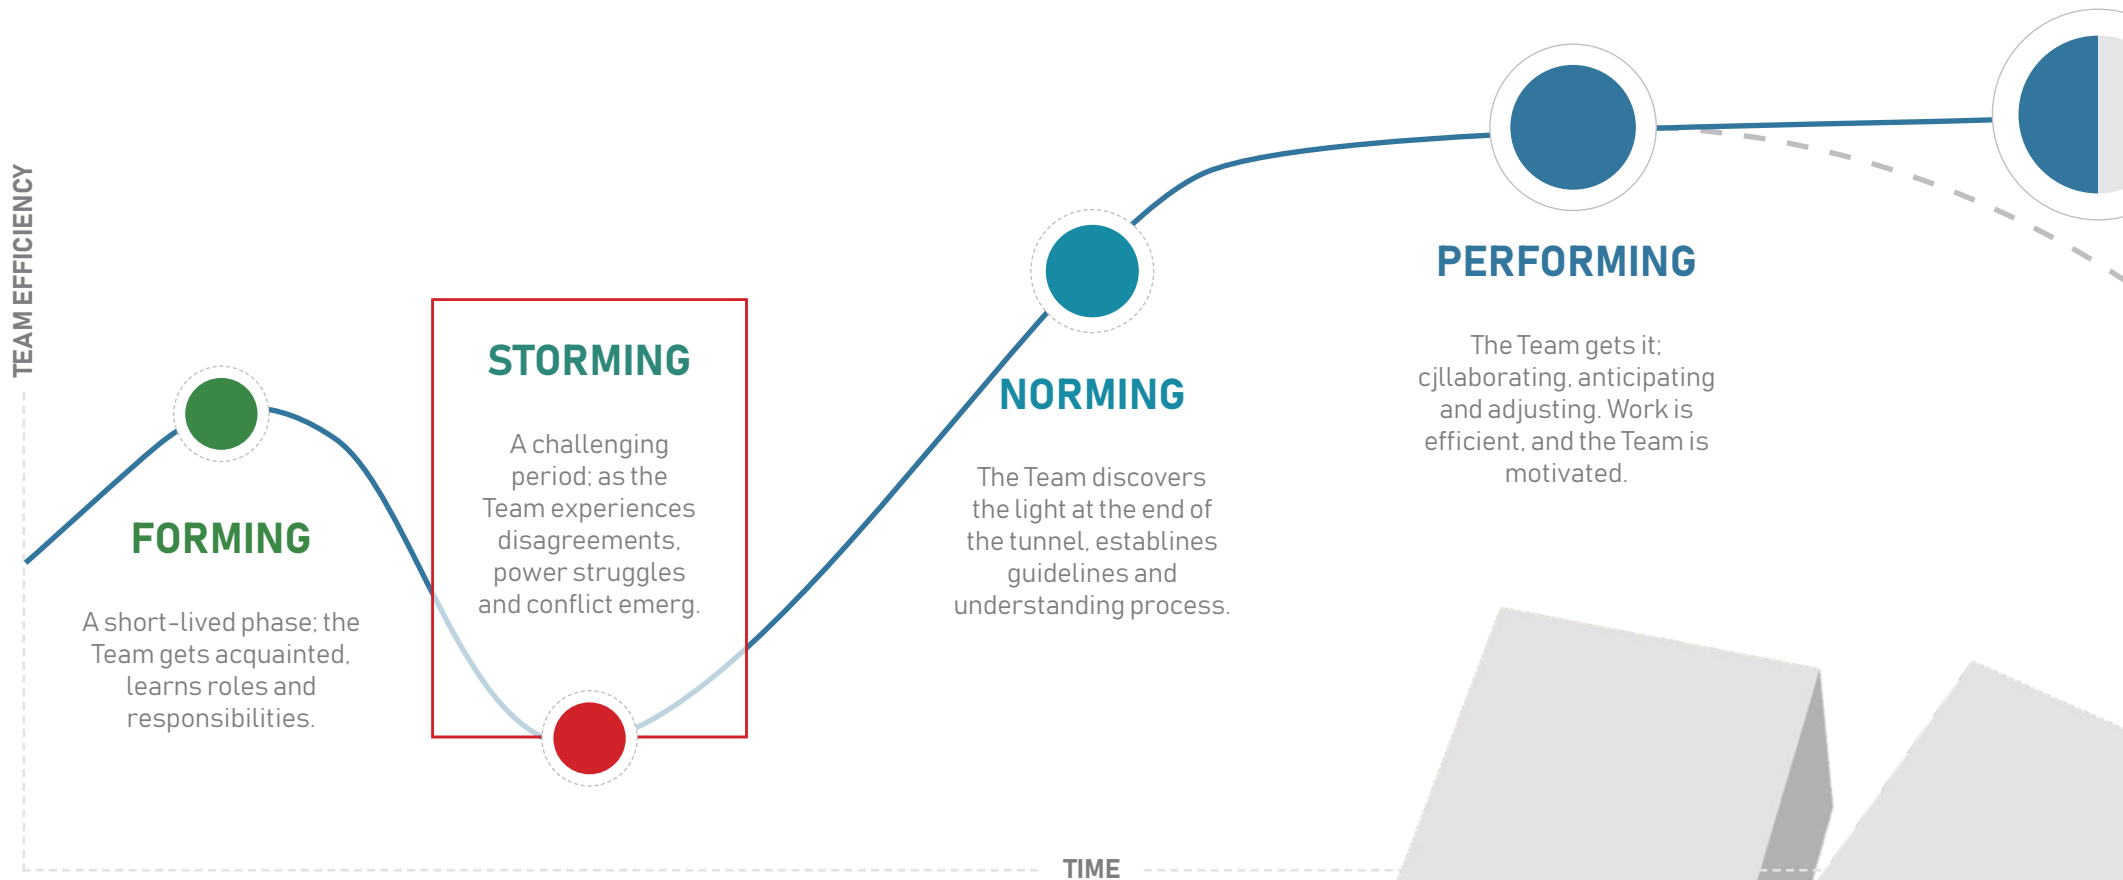 TEAM EFFICIENCY
FORMING
A short-lived phase; the
Team gets acquainted,
learns roles and
responsibilities.
STORMING
A challenging
period; as the
Team experiences
disagreements,
power struggles
and conflict emerg.
NORMING
The Team discovers
the light at the end of
the tunnel, establines
guidelines and
understanding process.
PERFORMING
The Team gets it;
cjllaborating, anticipating
and adjusting. Work is
efficient, and the Team is
motivated.
TIME